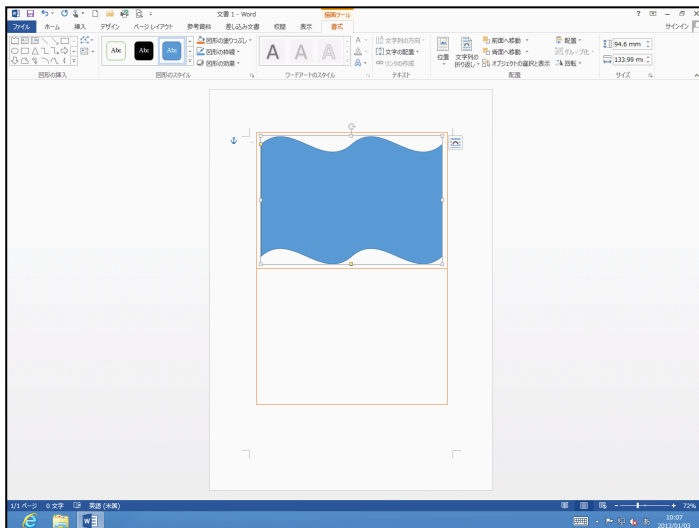 文書 1 - Word
描画ツール
ファイル ホーム 挿入 デザイン ページ レイアウト 参考資料 差し込み文書 校閲 表示 書式
サインイン
Abc Abc Abc
図形の塗りつぶし
図形の枠線
図形の効果
A A A
文字列の方向
文字の配置
リンクの作成
位置
文字列の
折り返し
前面へ移動
背面へ移動
オブジェクトの選択と表示
配置
グループ化
回転
94.6 mm
133.99 mm
図形の挿入 図形のスタイル ワードアートのスタイル テキスト 配置 サイズ
1/1 ページ 0 文字 英語 (米国) 72%
10:07
2013/01/03